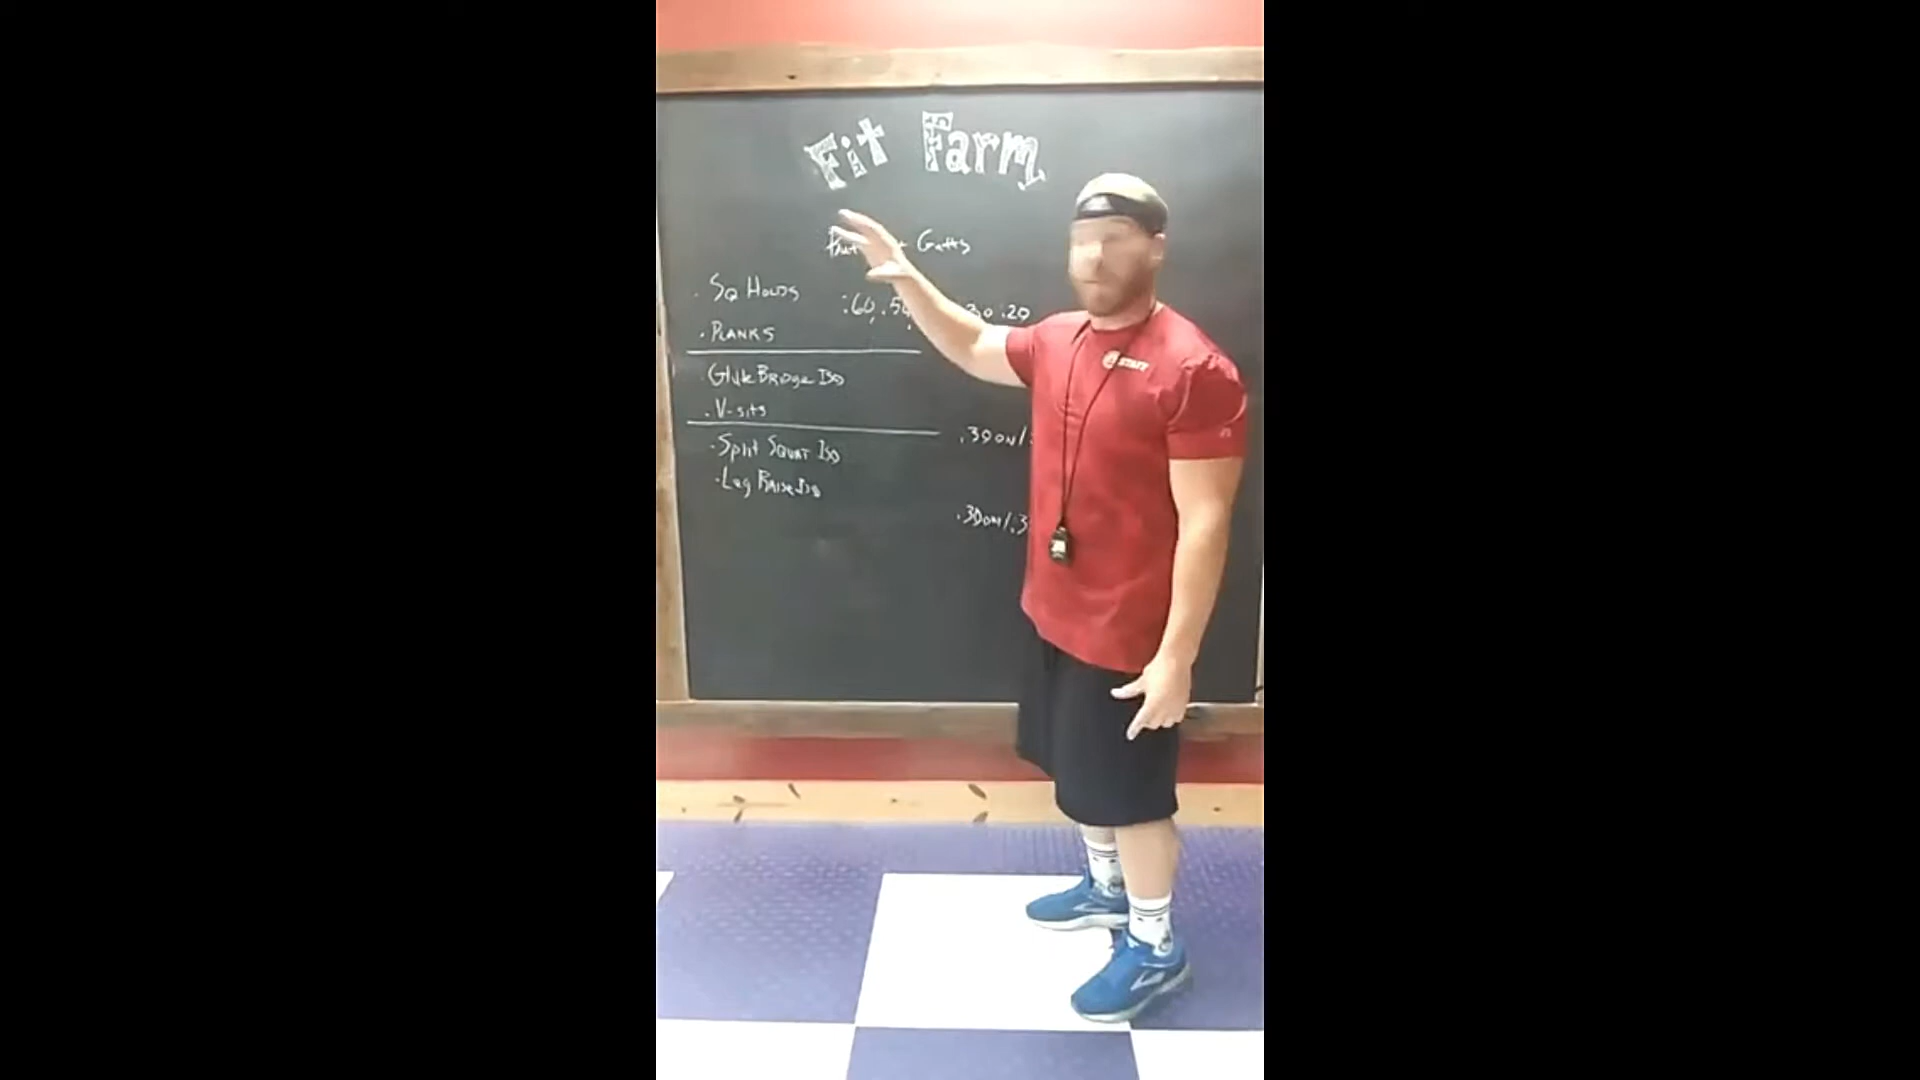 Fit Farm
Gutts
. SQ HOLDS
:60, :50 30 :20
. PLANKS
. Glute BRIDGE ISO
. V-sits
.30 ON/
. Split SQUAT ISO
. Leg RAISE ISO
.30 ON/.3
STAFF